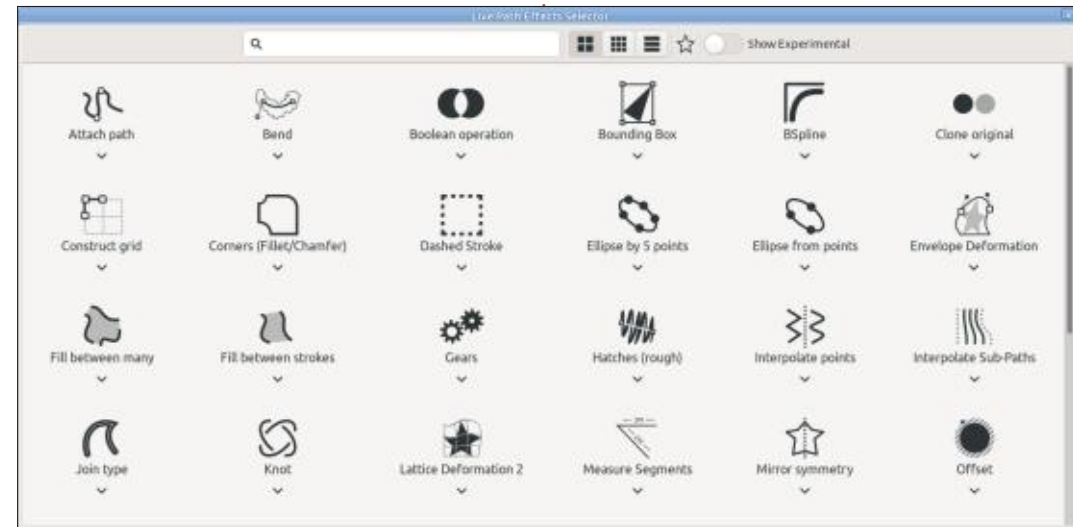 Live Path Effects Selector
Show Experimental
Attach path Bend Boolean operation Bounding Box BSpline Clone original
Construct grid Corners (Fillet/Chamfer) Dashed Stroke Ellipse by 5 points Ellipse from points Envelope Deformation
Fill between many Fill between strokes Gears Hatches (rough) Interpolate points Interpolate Sub-Paths
Join type Knot Lattice Deformation 2 Measure Segments Mirror symmetry Offset